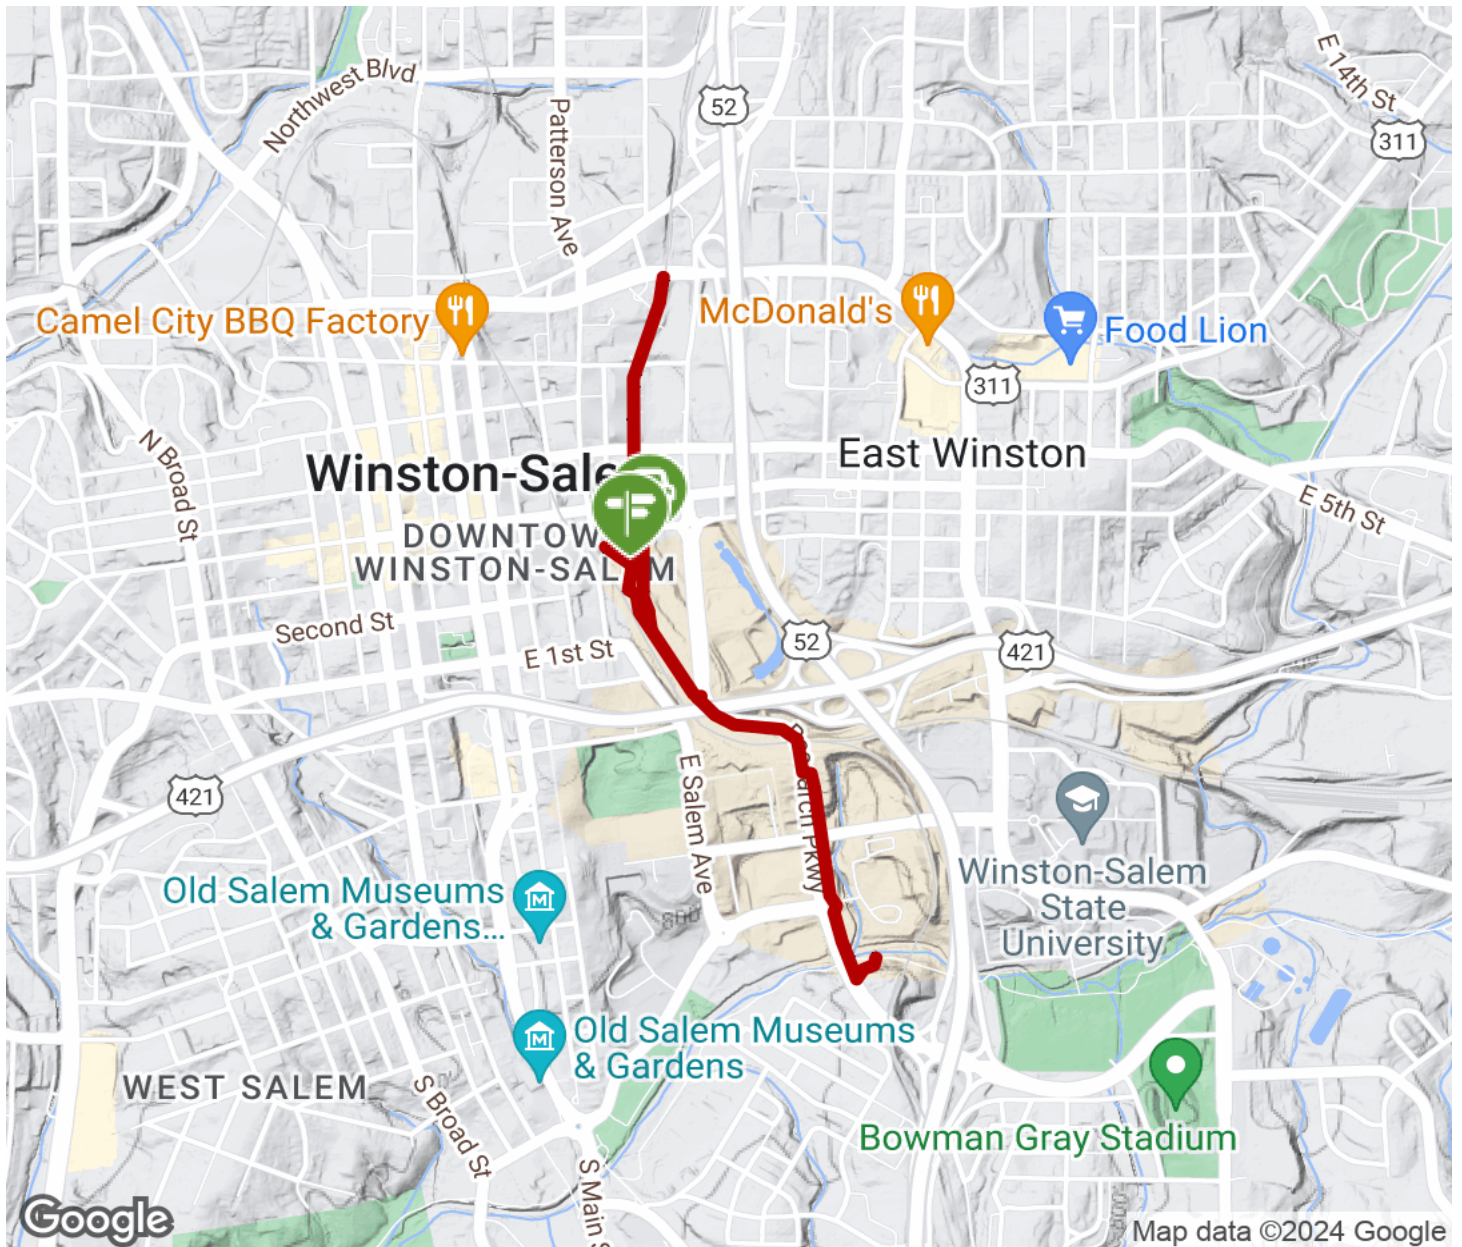 E 14th St
Northwest Blvd
52
Patterson Ave
311
McDonald's
Camel City BBQ Factory
Food Lion
311
N Broad St
Winston-Sale
East Winston
E 5th St
DOWNTOW
WINSTON-SALEM
Second St
52
421
E 1st St
421
E Salem Ave
Pkwy
Winston-Salem
State
University
Old Salem Museums
& Gardens...
Old Salem Museums
& Gardens
WEST SALEM
S Broad St
Bowman Gray Stadium
S Main S
Google
Map data ©2024 Google